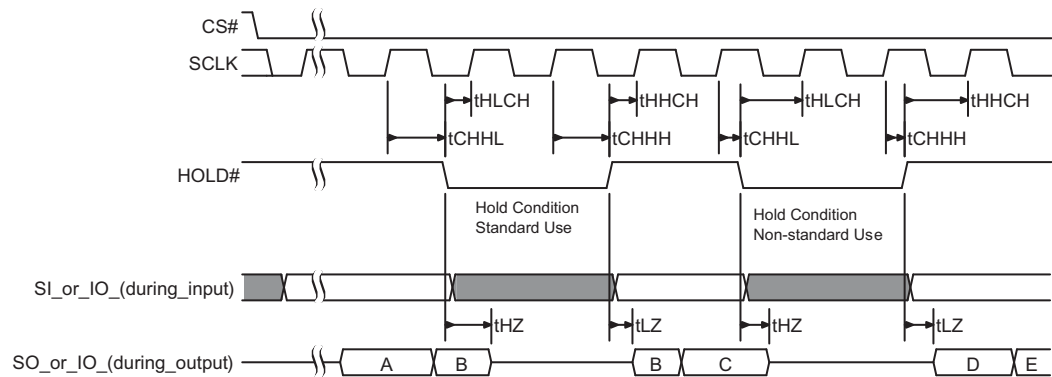 CS#
SCLK
tHLCH tHHCH tHLCH tHHCH
tCHHL tCHHH tCHHL tCHHH
HOLD#
Hold Condition
Standard Use
Hold Condition
Non-standard Use
SI_or_IO_(during_input)
tHZ tLZ tHZ tLZ
SO_or_IO_(during_output) A B B C D E